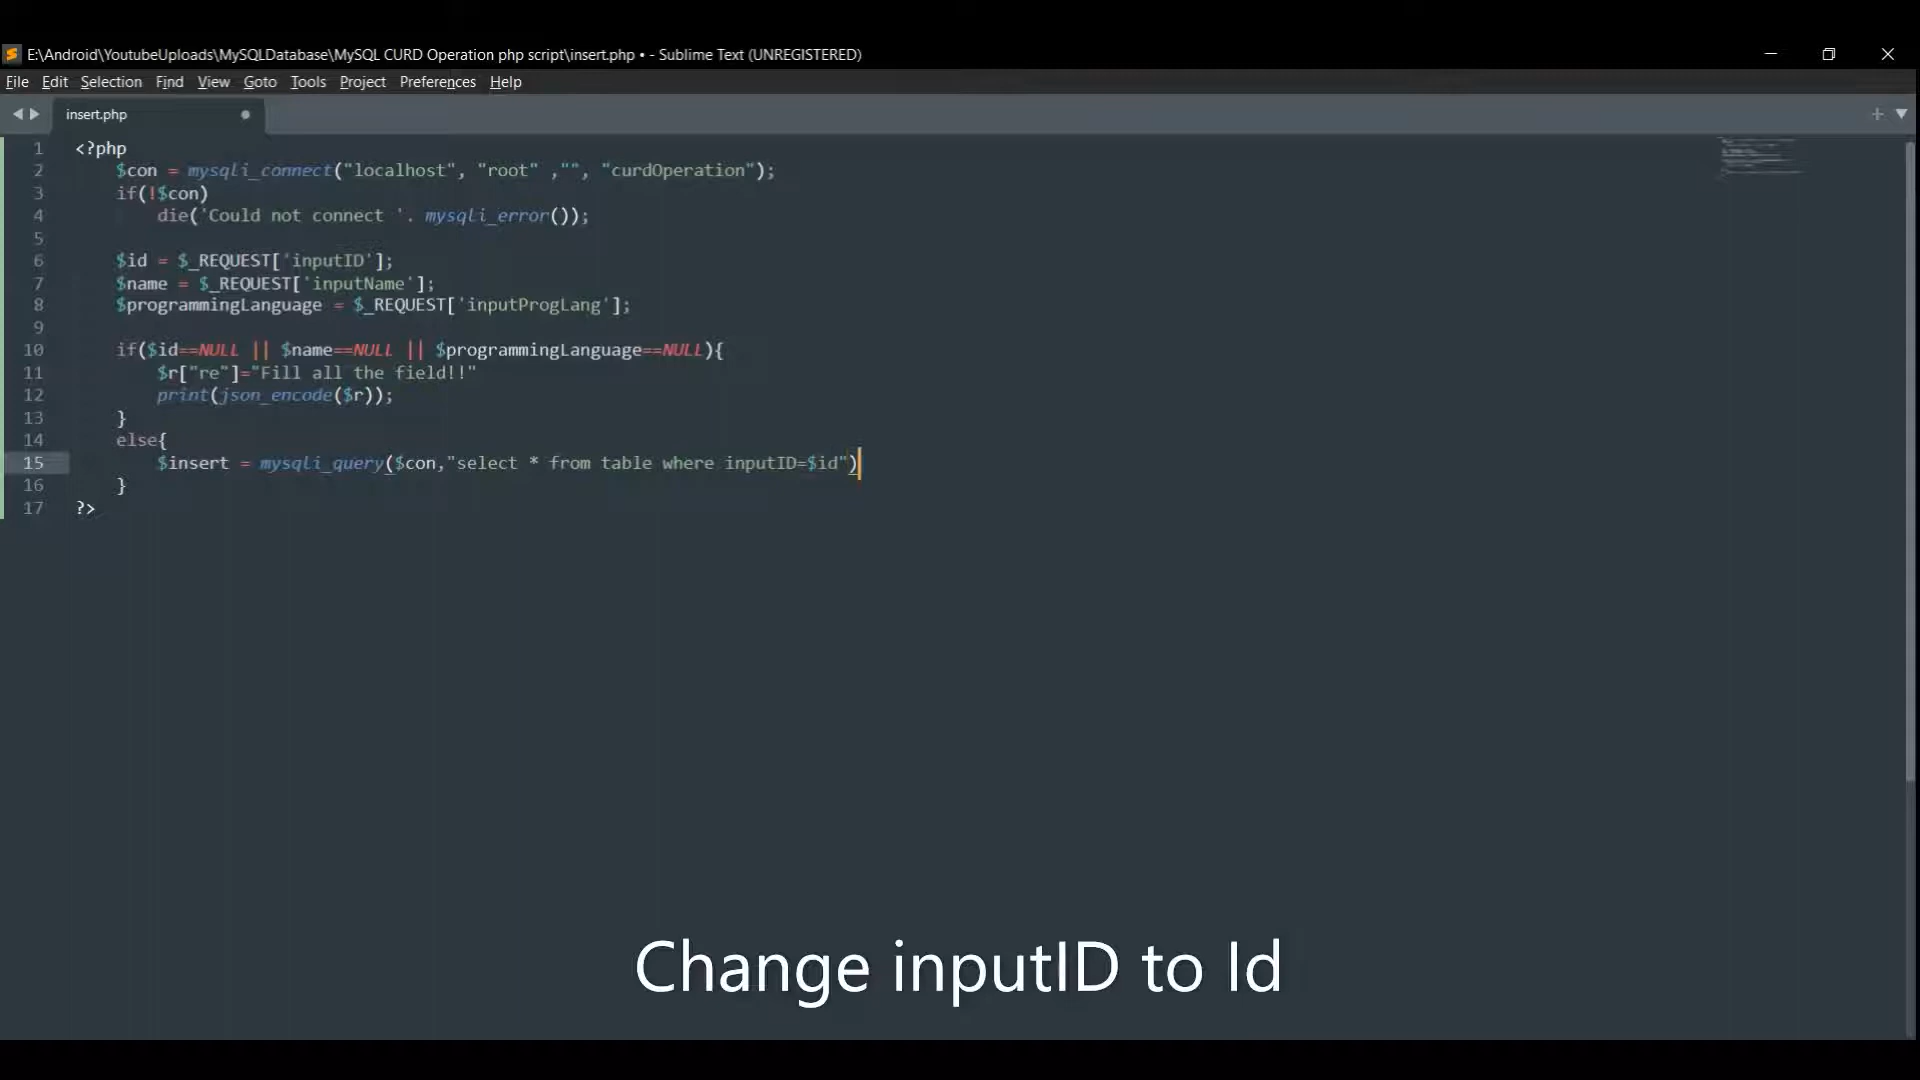 E:\Android\YoutubeUploads\MySQLDatabase\MySQL CURD Operation php script\insert.php • - Sublime Text (UNREGISTERED)
File Edit Selection Find View Goto Tools Project Preferences Help
insert.php
1 <?php
2 $con = mysqli_connect("localhost", "root" ,"", "curdOperation");
3 if(!$con)
4 die('Could not connect '. mysqli_error());
5
6 $id = $_REQUEST['inputID'];
7 $name = $_REQUEST['inputName'];
8 $programmingLanguage = $_REQUEST['inputProgLang'];
9
10 if($id==NULL || $name==NULL || $programmingLanguage==NULL){
11 $r["re"]="Fill all the field!!"
12 print(json_encode($r));
13 }
14 else{
15 $insert = mysqli_query($con,"select * from table where inputID=$id")
16 }
17 ?>
Change inputID to Id